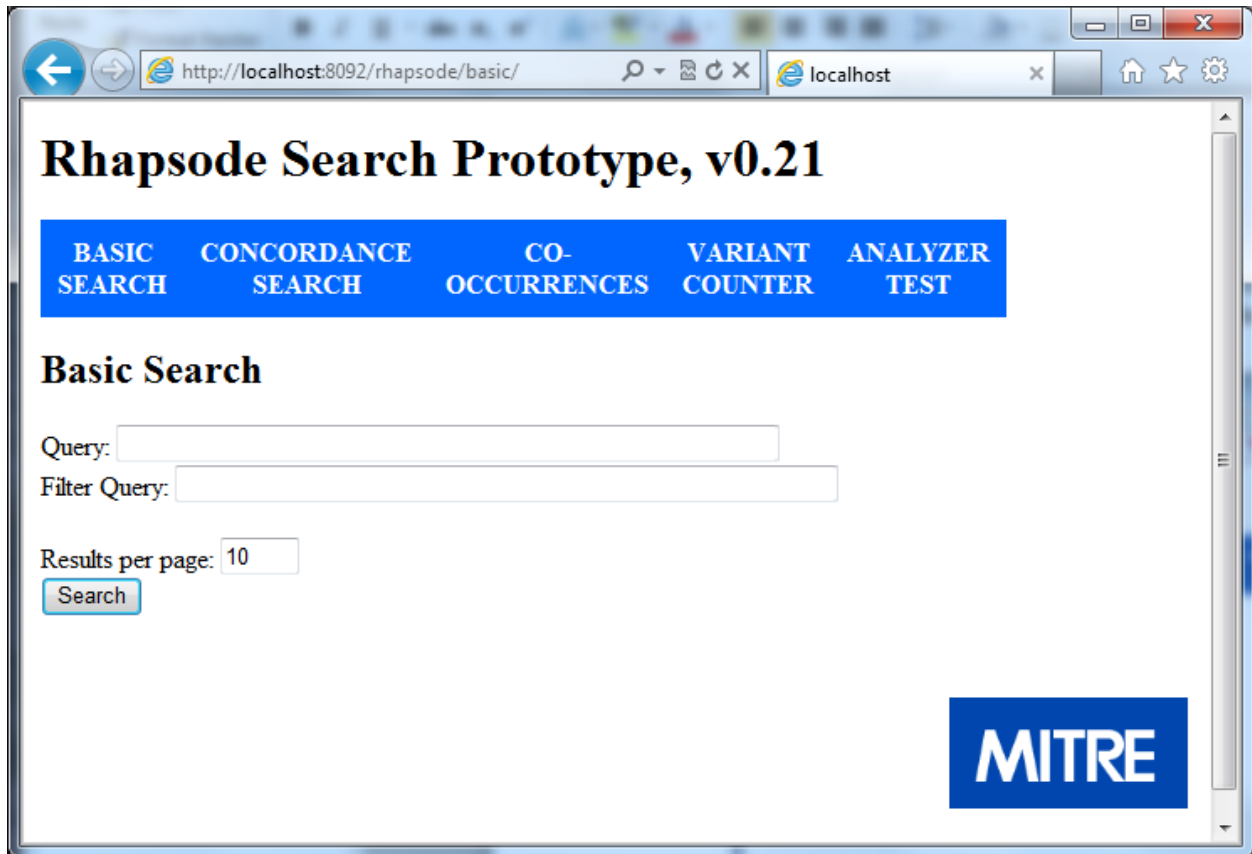 http://localhost:8092/rhapsode/basic/
localhost
Rhapsode Search Prototype, v0.21
BASIC SEARCH
CONCORDANCE SEARCH
CO-OCCURRENCES
VARIANT COUNTER
ANALYZER TEST
Basic Search
Query:
Filter Query:
Results per page: 10
Search
MITRE